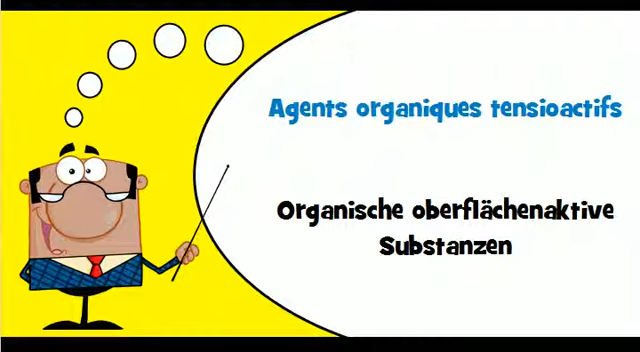 Agents organiques tensioactifs
Organische oberflächenaktive
Substanzen